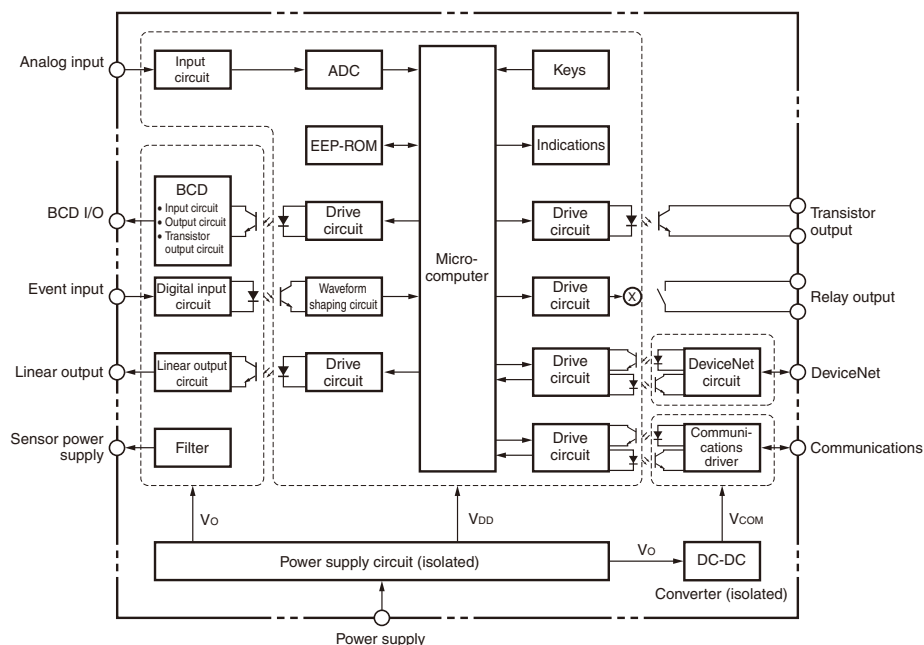 Analog input
Input
circuit
ADC
Keys
EEP-ROM
Indications
BCD I/O
BCD
• Input circuit
• Output circuit
• Transistor
output circuit
Drive
circuit
Drive
circuit
Transistor
output
Micro-
computer
Event input
Digital input
circuit
Waveform
shaping circuit
Drive
circuit
X
Relay output
Linear output
Linear output
circuit
Drive
circuit
Drive
circuit
DeviceNet
circuit
DeviceNet
Sensor power
supply
Filter
Drive
circuit
Communi-
cations
driver
Communications
VO
VDD
VCOM
Power supply circuit (isolated)
VO
DC-DC
Converter (isolated)
Power supply